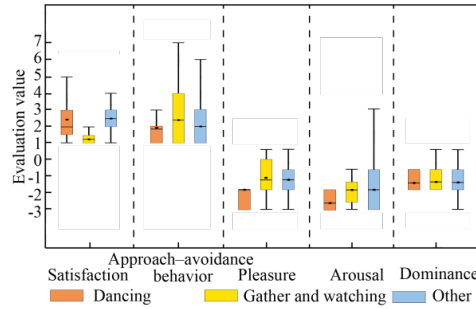 Evaluation value
7
6
5
4
3
2
1
0
-1
-2
-3
Satisfaction
Approach–avoidance
behavior
Pleasure
Arousal
Dominance
Dancing
Gather and watching
Other